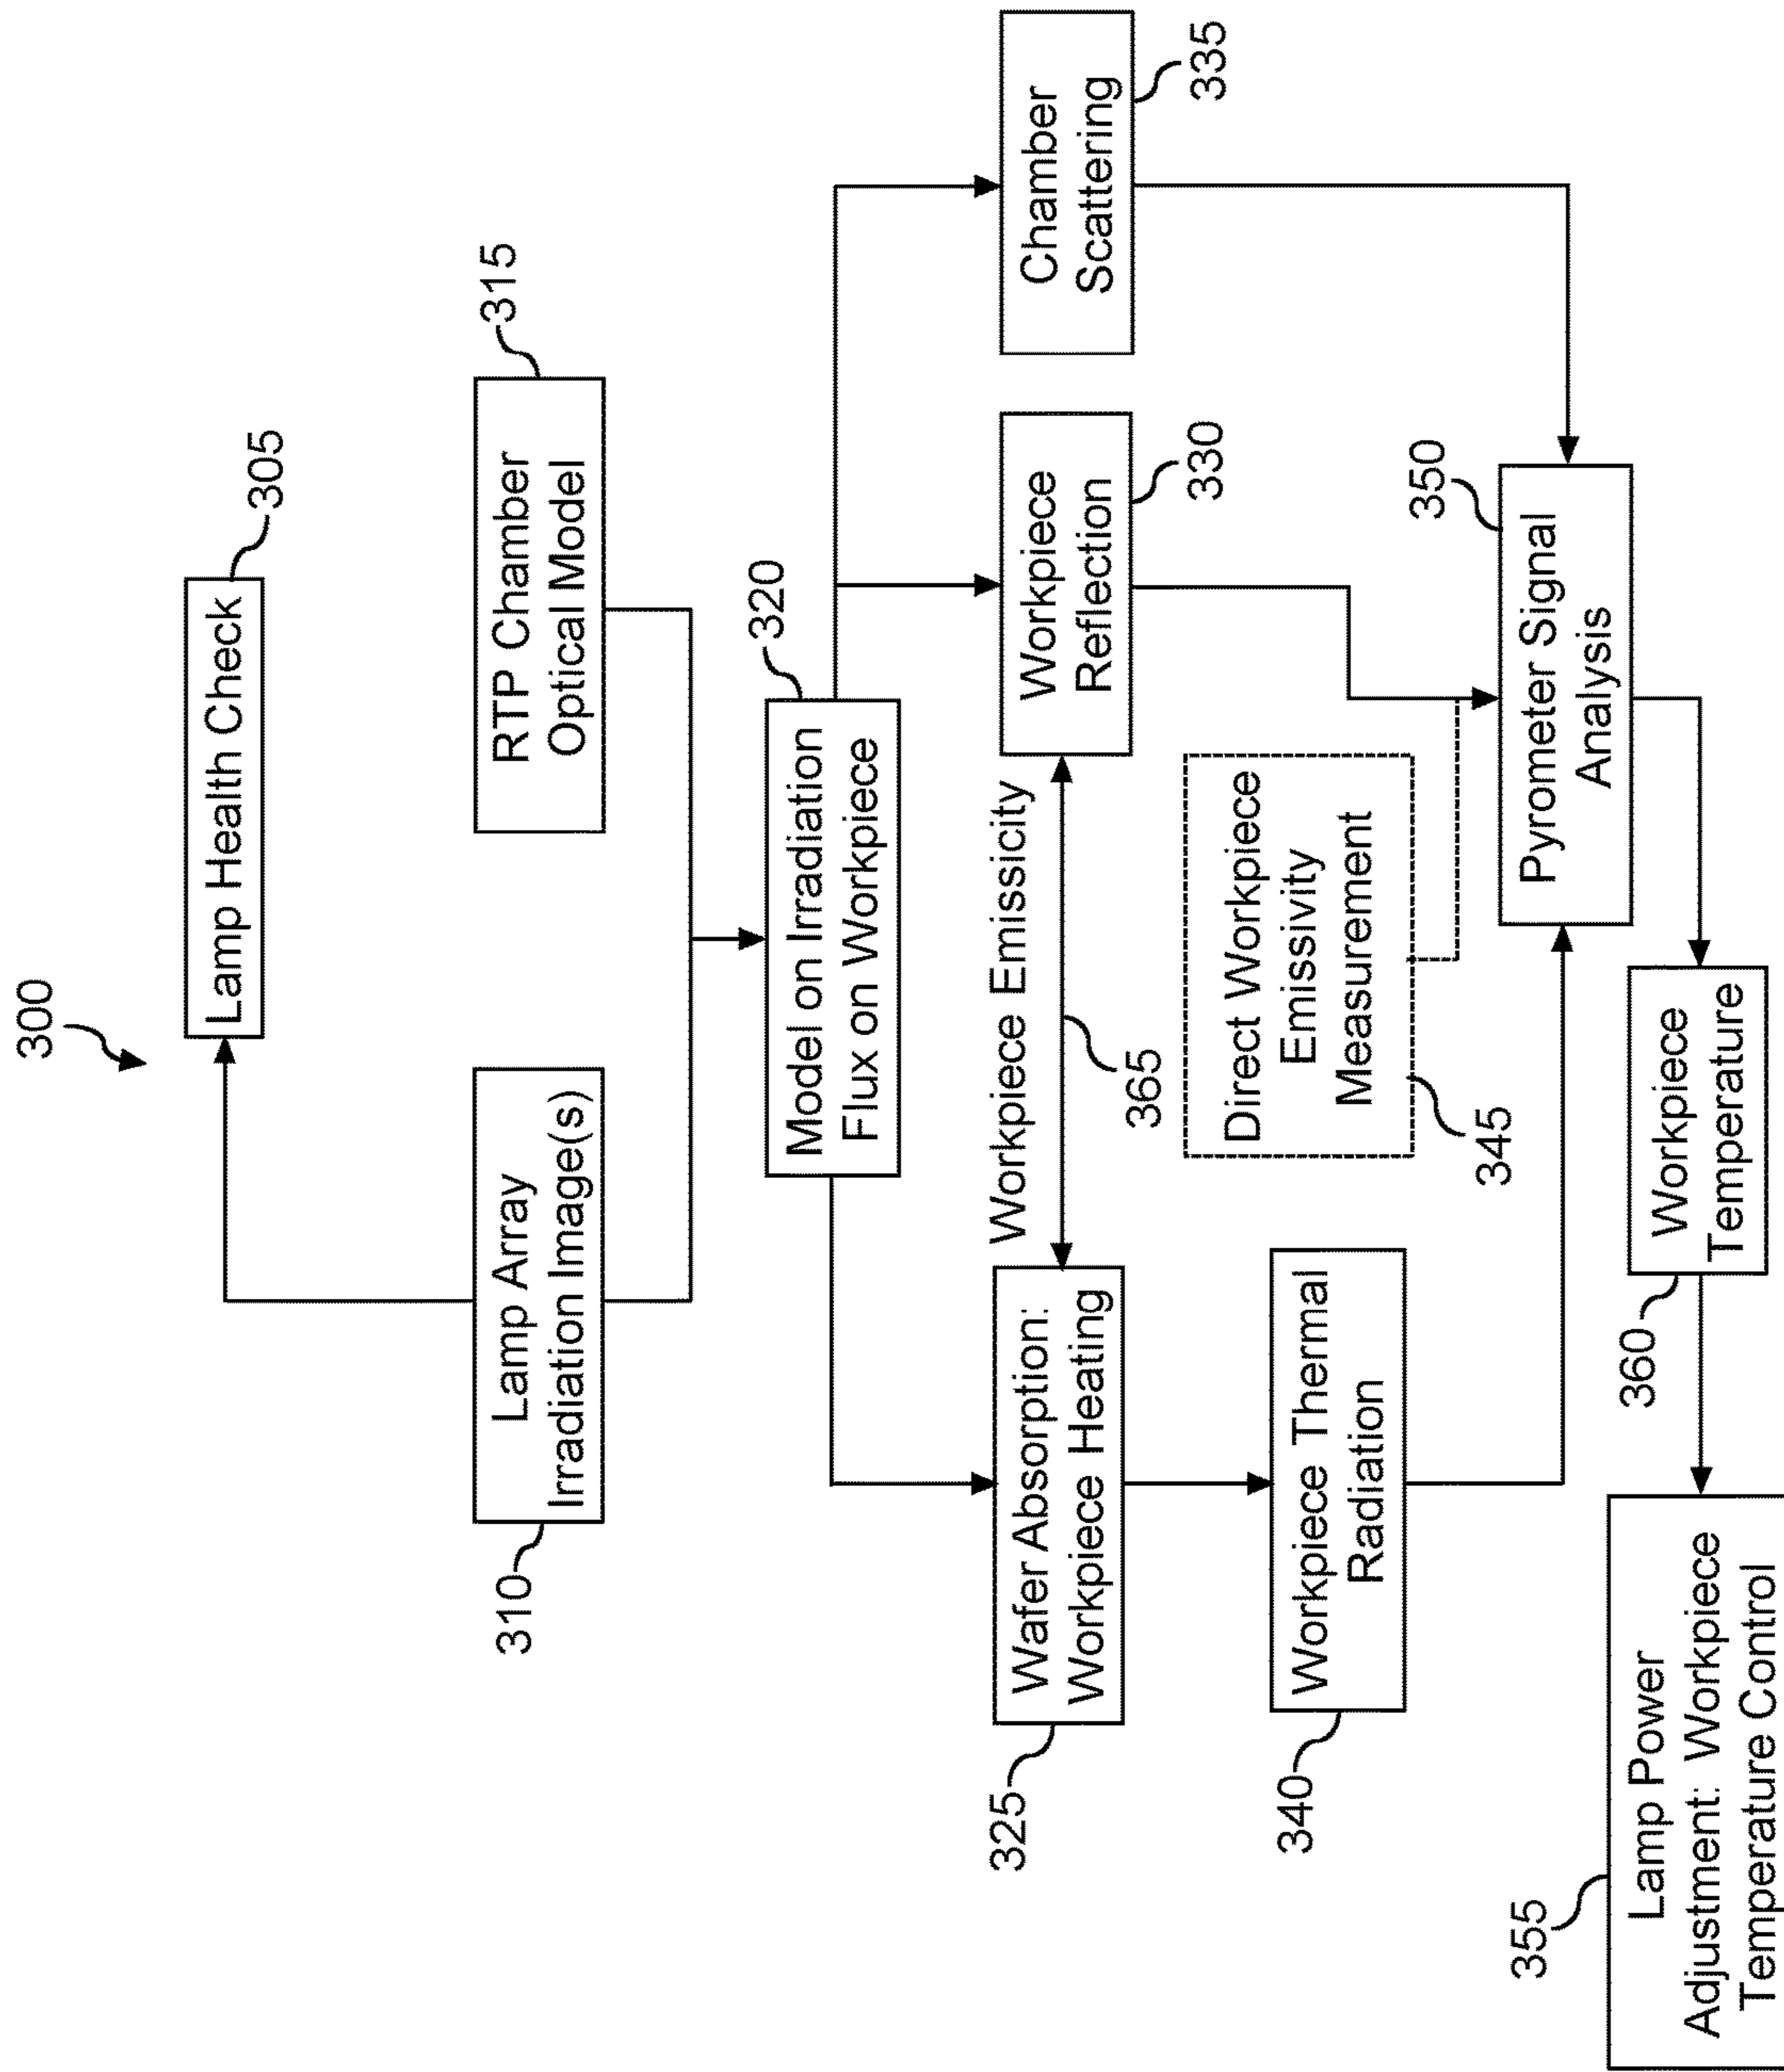 300
Lamp Health Check
305
Lamp Array
Irradiation Image(s)
310
RTP Chamber
Optical Model
315
Model on Irradiation
Flux on Workpiece
320
Wafer Absorption:
Workpiece Heating
325
Workpiece Emissicity
365
Workpiece
Reflection
330
Chamber
Scattering
335
Workpiece Thermal
Radiation
340
Direct Workpiece
Emissivity
Measurement
345
Pyrometer Signal
Analysis
350
Workpiece
Temperature
360
Lamp Power
Adjustment: Workpiece
Temperature Control
355